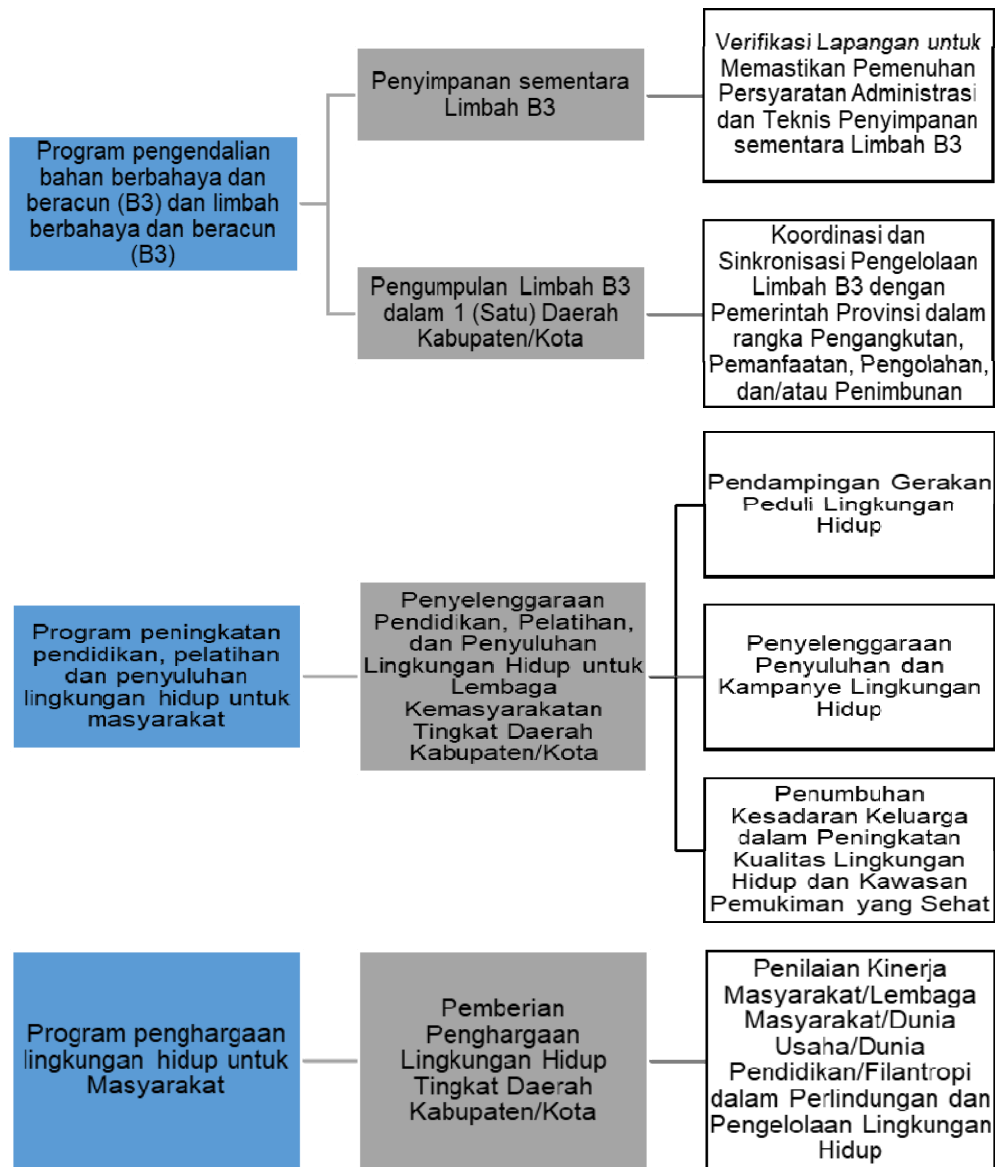 Program pengendalian
bahan berbahaya dan
beracun (B3) dan limbah
berbahaya dan beracun
(B3)
Penyimpanan sementara
Limbah B3
Verifikasi Lapangan untuk
Memastikan Pemenuhan
Persyaratan Administrasi
dan Teknis Penyimpanan
sementara Limbah B3
Pengumpulan Limbah B3
dalam 1 (Satu) Daerah
Kabupaten/Kota
Koordinasi dan
Sinkronisasi Pengelolaan
Limbah B3 dengan
Pemerintah Provinsi dalam
rangka Pengangkutan,
Pemanfaatan, Pengolahan,
dan/atau Penimbunan
Program peningkatan
pendidikan, pelatihan
dan penyuluhan
lingkungan hidup untuk
masyarakat
Penyelenggaraan
Pendidikan, Pelatihan,
dan Penyuluhan
Lingkungan Hidup untuk
Lembaga
Kemasyarakatan
Tingkat Daerah
Kabupaten/Kota
Pendampingan Gerakan
Peduli Lingkungan
Hidup
Penyelenggaraan
Penyuluhan dan
Kampanye Lingkungan
Hidup
Penumbuhan
Kesadaran Keluarga
dalam Peningkatan
Kualitas Lingkungan
Hidup dan Kawasan
Pemukiman yang Sehat
Program penghargaan
lingkungan hidup untuk
Masyarakat
Pemberian
Penghargaan
Lingkungan Hidup
Tingkat Daerah
Kabupaten/Kota
Penilaian Kinerja
Masyarakat/Lembaga
Masyarakat/Dunia
Usaha/Dunia
Pendidikan/Filantropi
dalam Perlindungan dan
Pengelolaan Lingkungan
Hidup